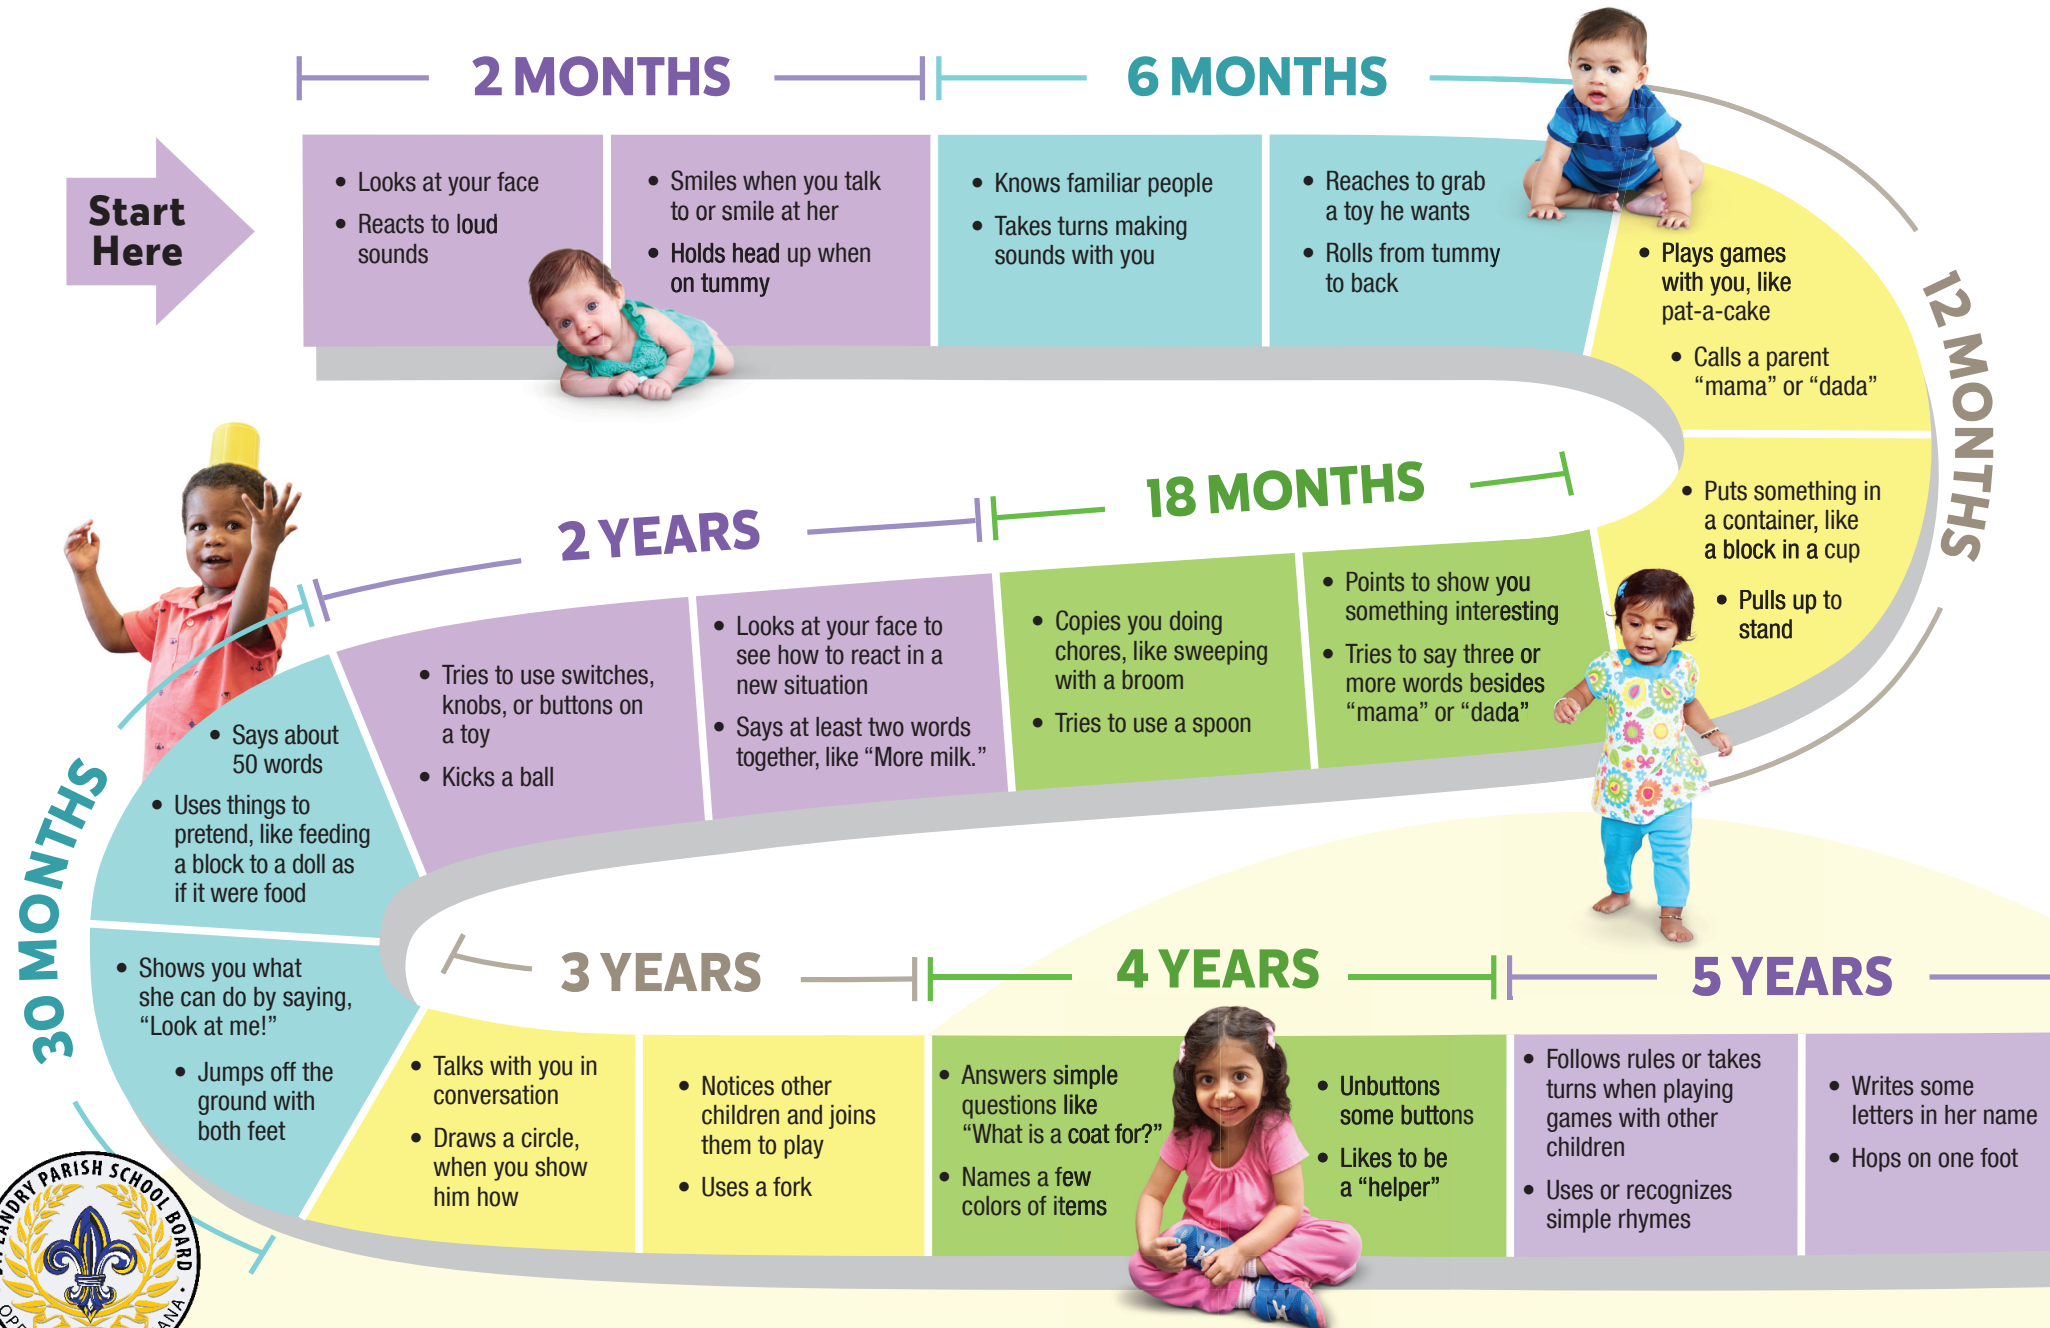 2 MONTHS
6 MONTHS
Start
Here
• Looks at your face
• Reacts to loud
sounds
• Smiles when you talk
to or smile at her
• Holds head up when
on tummy
• Knows familiar people
• Takes turns making
sounds with you
• Reaches to grab
a toy he wants
• Rolls from tummy
to back
12 MONTHS
• Plays games
with you, like
pat-a-cake
• Calls a parent
“mama” or “dada”
• Puts something in
a container, like
a block in a cup
• Pulls up to
stand
18 MONTHS
• Points to show you
something interesting
• Tries to say three or
more words besides
“mama” or “dada”
• Copies you doing
chores, like sweeping
with a broom
• Tries to use a spoon
2 YEARS
• Looks at your face to
see how to react in a
new situation
• Says at least two words
together, like “More milk.”
• Tries to use switches,
knobs, or buttons on
a toy
• Kicks a ball
30 MONTHS
• Says about
50 words
• Uses things to
pretend, like feeding
a block to a doll as
if it were food
• Shows you what
she can do by saying,
“Look at me!”
• Jumps off the
ground with
both feet
3 YEARS
• Talks with you in
conversation
• Draws a circle,
when you show
him how
• Notices other
children and joins
them to play
• Uses a fork
4 YEARS
• Answers simple
questions like
“What is a coat for?”
• Names a few
colors of items
• Unbuttons
some buttons
• Likes to be
a “helper”
5 YEARS
• Follows rules or takes
turns when playing
games with other
children
• Uses or recognizes
simple rhymes
• Writes some
letters in her name
• Hops on one foot
LANDRY PARISH SCHOOL BOARD